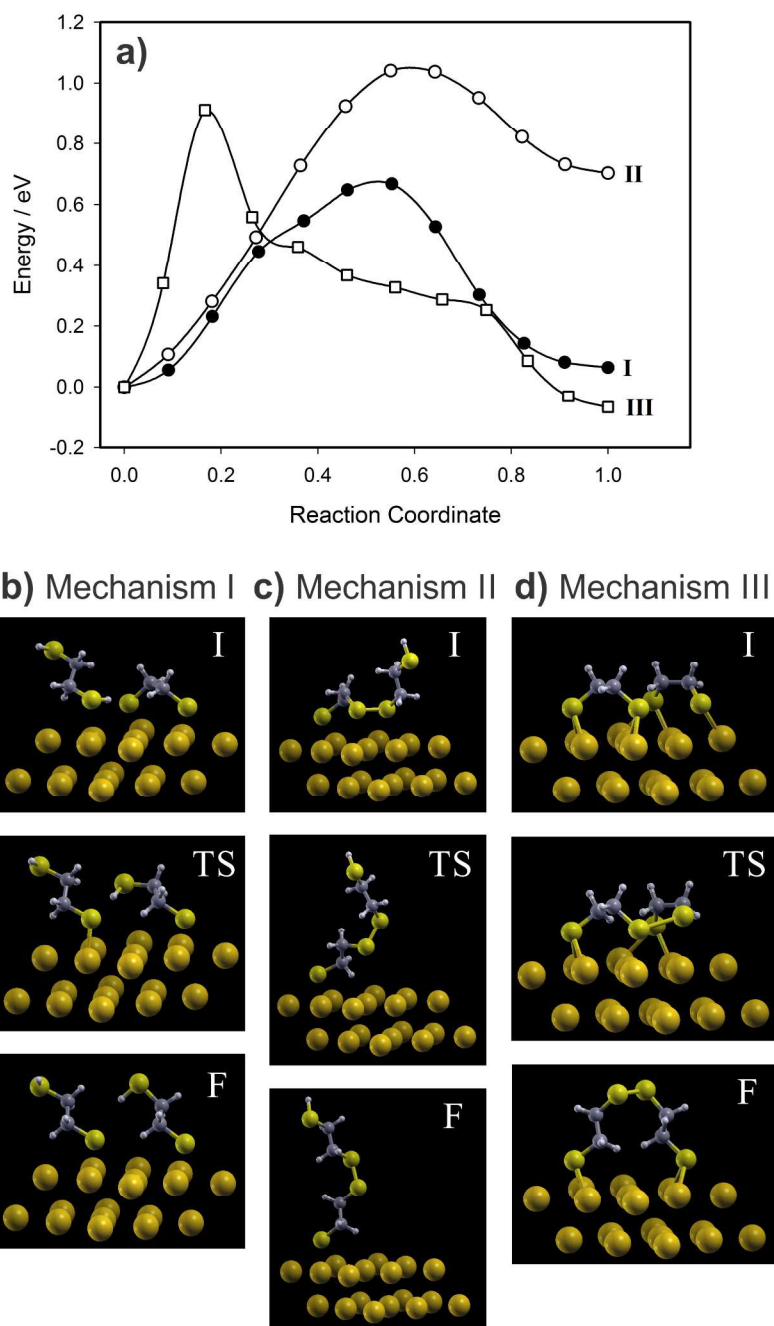 a)
1.2
1.0
0.8
0.6
0.4
0.2
0.0
-0.2
Energy / eV
II
I
III
0.0 0.2 0.4 0.6 0.8 1.0
Reaction Coordinate
b) Mechanism I c) Mechanism II d) Mechanism III
I I I
TS TS TS
F F F